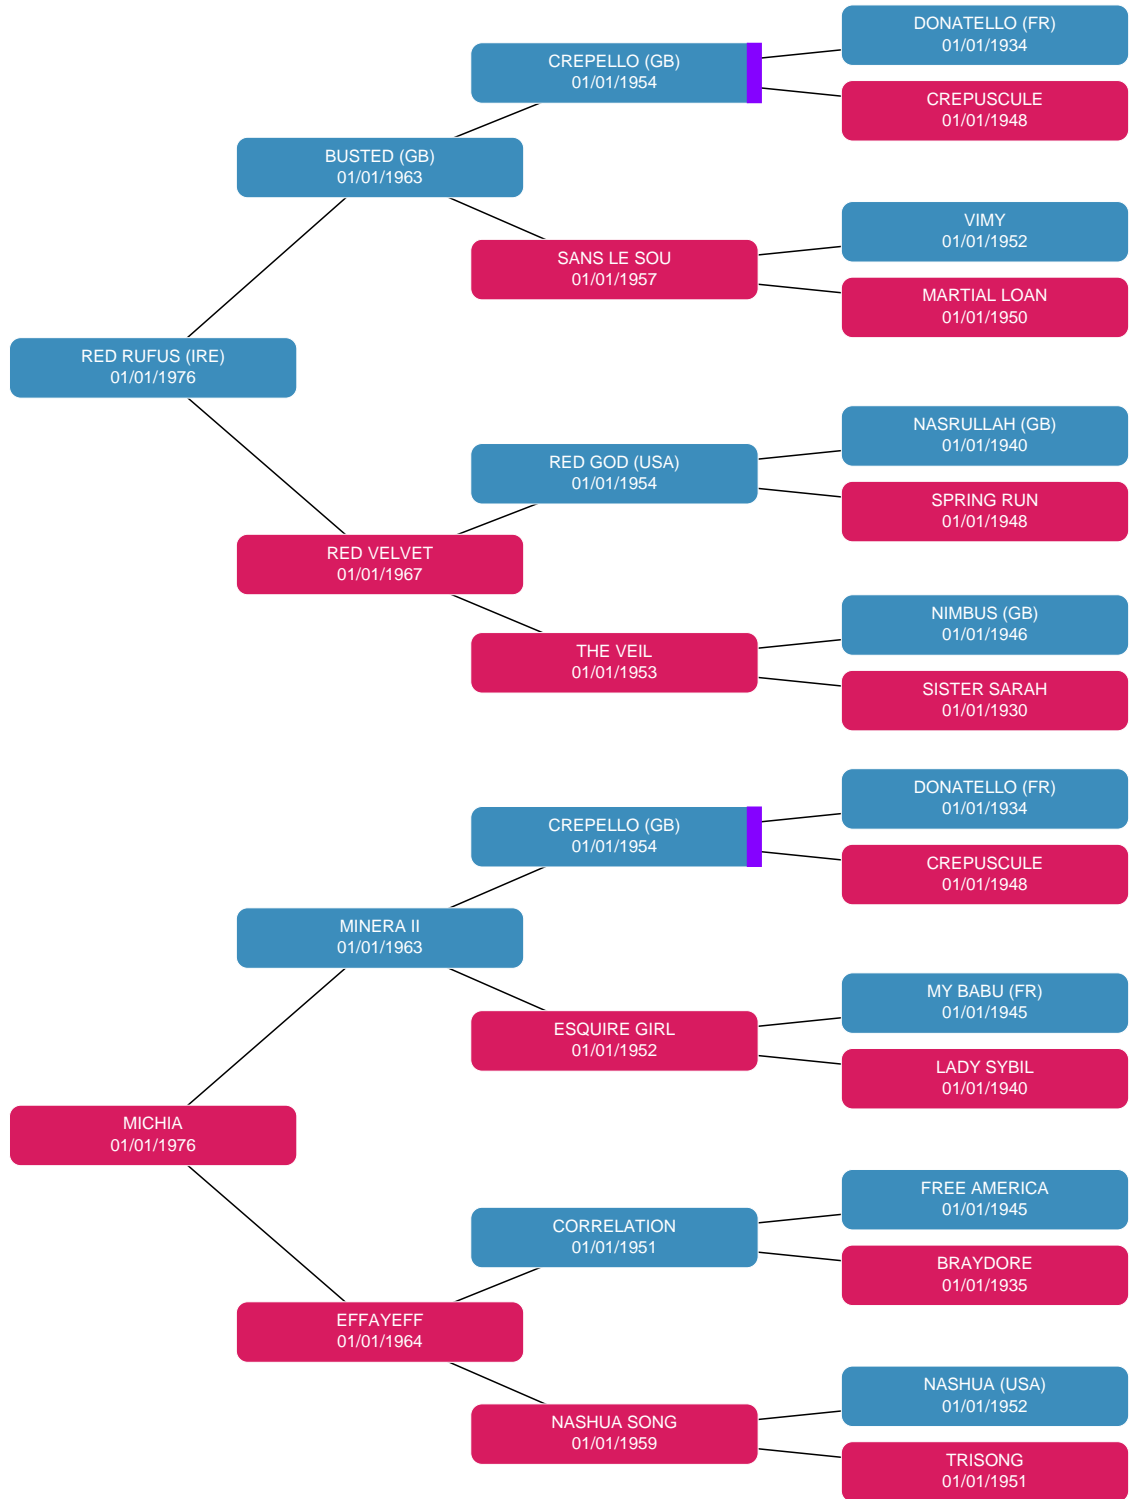 DONATELLO (FR)
01/01/1934
CREPELLO (GB)
01/01/1954
CREPUSCULE
01/01/1948
BUSTED (GB)
01/01/1963
VIMY
01/01/1952
SANS LE SOU
01/01/1957
MARTIAL LOAN
01/01/1950
RED RUFUS (IRE)
01/01/1976
NASRULLAH (GB)
01/01/1940
RED GOD (USA)
01/01/1954
SPRING RUN
01/01/1948
RED VELVET
01/01/1967
NIMBUS (GB)
01/01/1946
THE VEIL
01/01/1953
SISTER SARAH
01/01/1930
DONATELLO (FR)
01/01/1934
CREPELLO (GB)
01/01/1954
CREPUSCULE
01/01/1948
MINERA II
01/01/1963
MY BABU (FR)
01/01/1945
ESQUIRE GIRL
01/01/1952
LADY SYBIL
01/01/1940
MICHIA
01/01/1976
FREE AMERICA
01/01/1945
CORRELATION
01/01/1951
BRAYDORE
01/01/1935
EFFAYEFF
01/01/1964
NASHUA (USA)
01/01/1952
NASHUA SONG
01/01/1959
TRISONG
01/01/1951